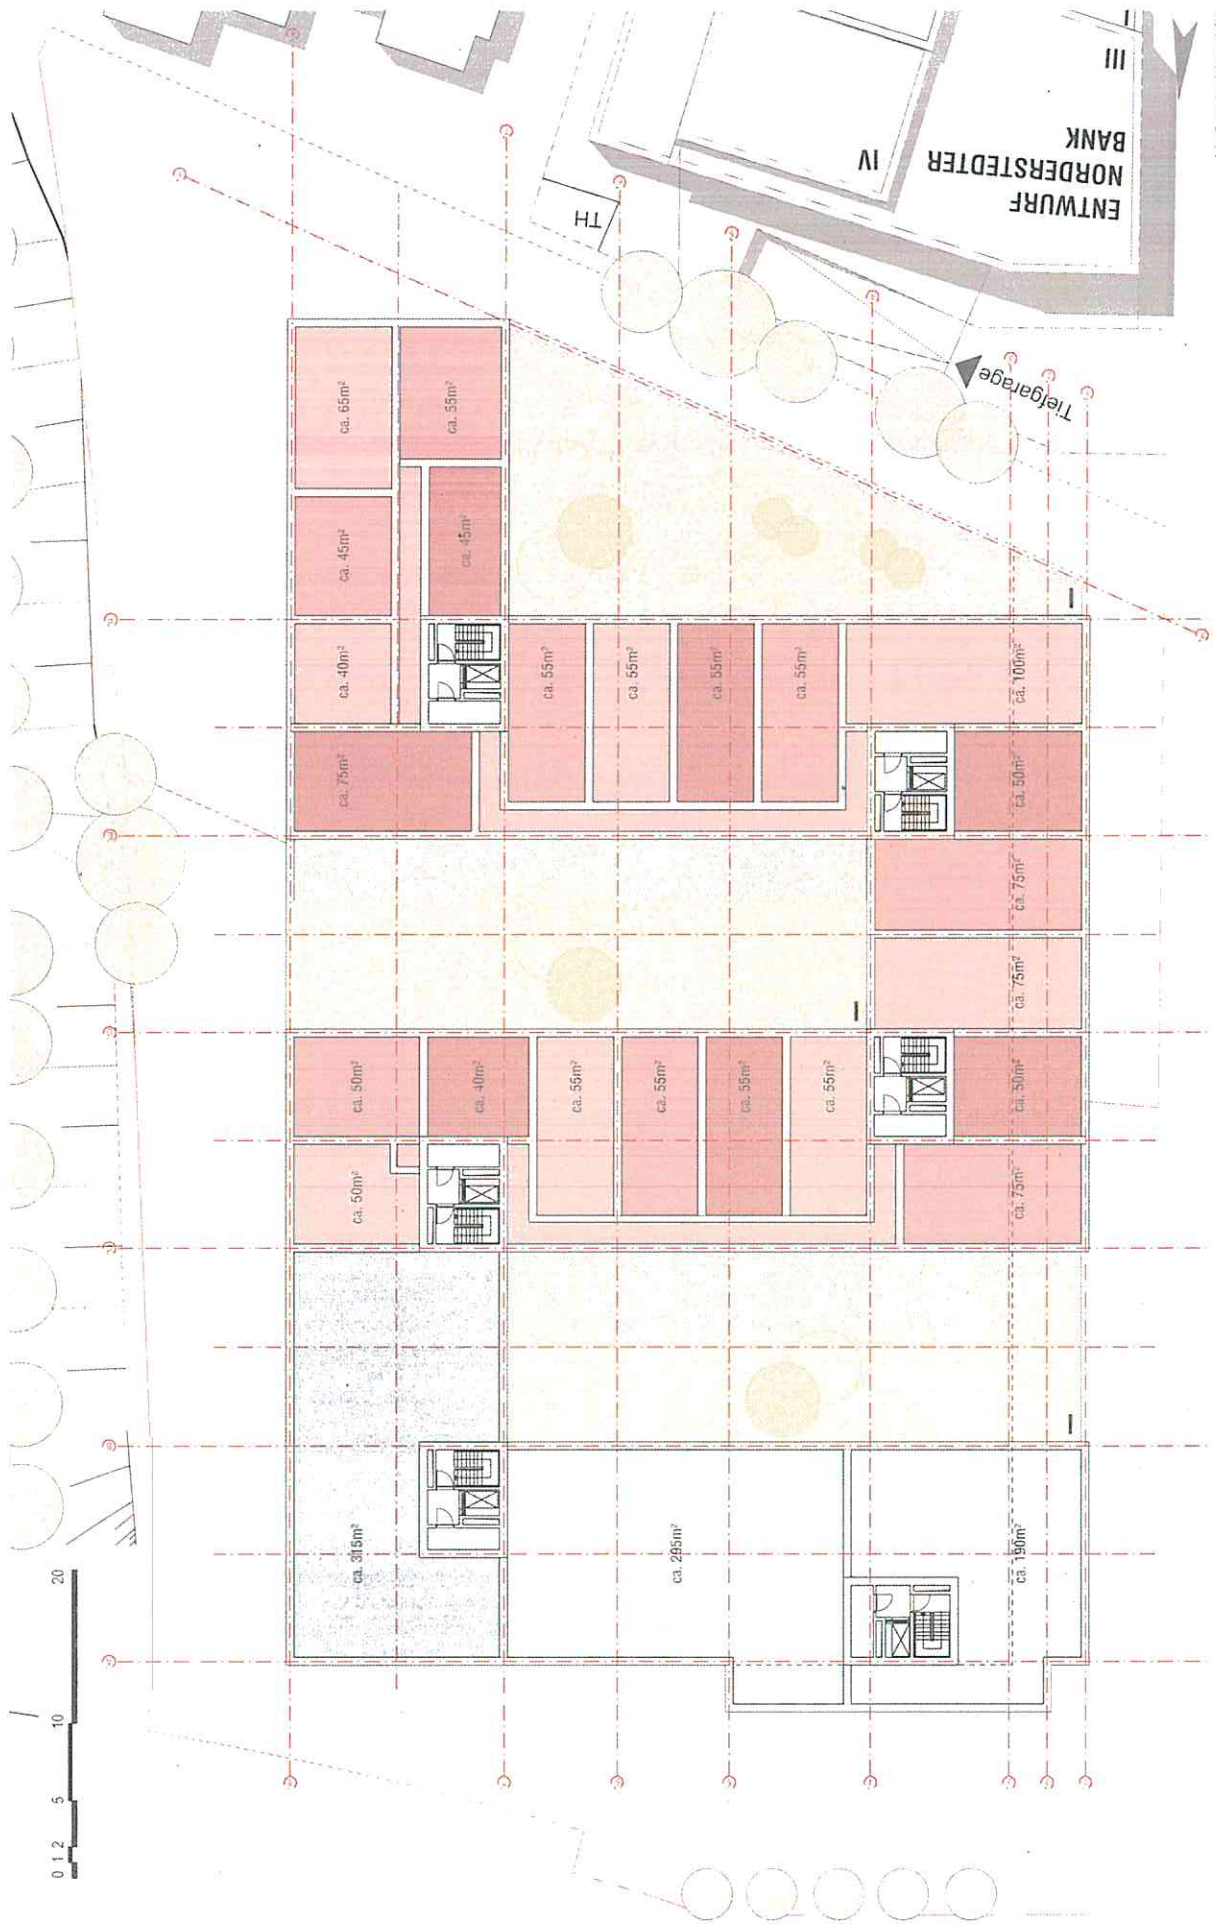 III
ENTWURF
NORDERSTEDTER
BANK
IV
TH
Tiefgarage
ca. 65m²
ca. 55m²
ca. 45m²
ca. 45m²
ca. 40m²
ca. 75m²
ca. 55m²
ca. 55m²
ca. 55m²
ca. 55m²
ca. 100m²
ca. 50m²
ca. 75m²
ca. 75m²
ca. 50m²
ca. 40m²
ca. 55m²
ca. 55m²
ca. 55m²
ca. 55m²
ca. 50m²
ca. 50m²
ca. 75m²
ca. 315m²
ca. 295m²
ca. 190m²
0 1 2 5 10 20